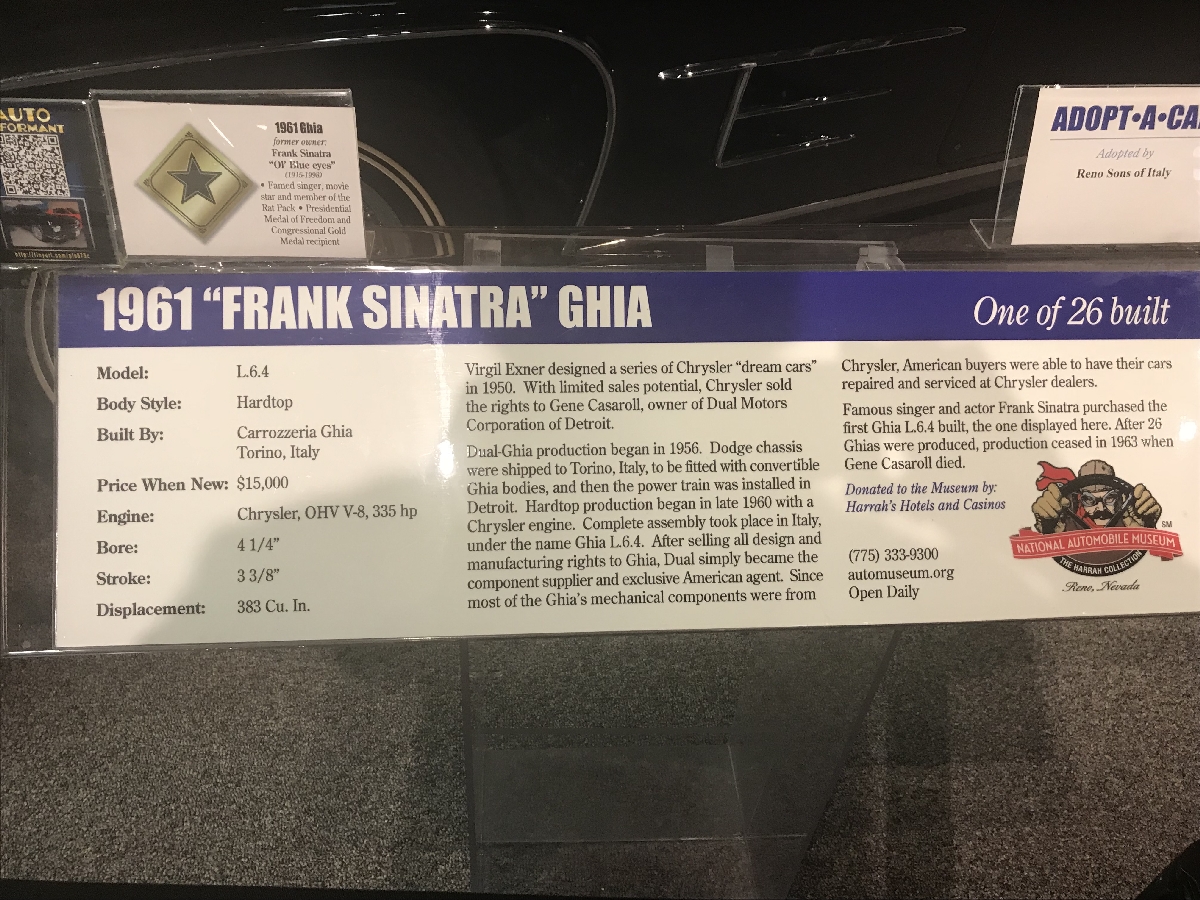 AUTO
FORMANT
1961 Ghia
former owner:
Frank Sinatra
"Ol' Blue eyes"
(1915-1998)
• Famed singer, movie
star and member of the
Rat Pack • Presidential
Medal of Freedom and
Congressional Gold
Medal recipient
ADOPT•A•CA
Adopted by
Reno Sons of Italy
1961 “FRANK SINATRA” GHIA
One of 26 built
Model: L.6.4
Body Style: Hardtop
Built By: Carrozzeria Ghia
Torino, Italy
Price When New: $15,000
Engine: Chrysler, OHV V-8, 335 hp
Bore: 4 1/4”
Stroke: 3 3/8”
Displacement: 383 Cu. In.
Virgil Exner designed a series of Chrysler “dream cars”
in 1950. With limited sales potential, Chrysler sold
the rights to Gene Casaroll, owner of Dual Motors
Corporation of Detroit.
Dual-Ghia production began in 1956. Dodge chassis
were shipped to Torino, Italy, to be fitted with convertible
Ghia bodies, and then the power train was installed in
Detroit. Hardtop production began in late 1960 with a
Chrysler engine. Complete assembly took place in Italy,
under the name Ghia L.6.4. After selling all design and
manufacturing rights to Ghia, Dual simply became the
component supplier and exclusive American agent. Since
most of the Ghia’s mechanical components were from
Chrysler, American buyers were able to have their cars
repaired and serviced at Chrysler dealers.
Famous singer and actor Frank Sinatra purchased the
first Ghia L.6.4 built, the one displayed here. After 26
Ghias were produced, production ceased in 1963 when
Gene Casaroll died.
Donated to the Museum by:
Harrah’s Hotels and Casinos
(775) 333-9300
automuseum.org
Open Daily
SM
NATIONAL AUTOMOBILE MUSEUM
THE HARRAH COLLECTION
Reno, Nevada